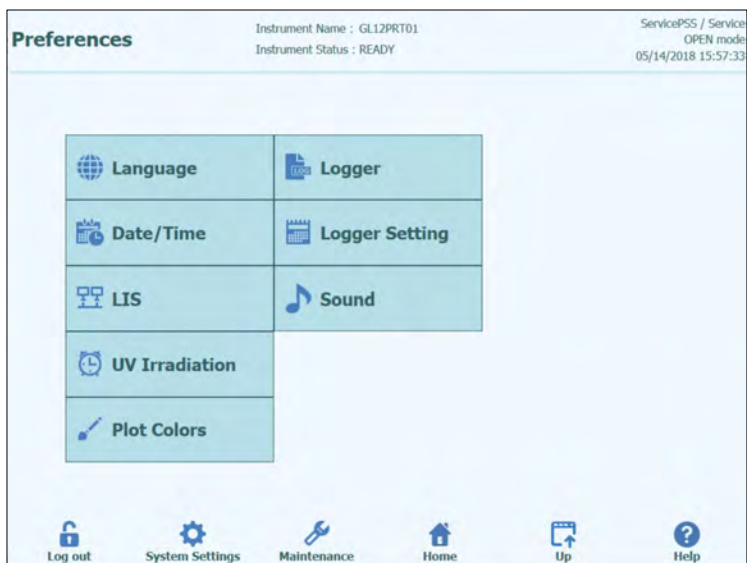 Preferences
Instrument Name : GL12PRT01
Instrument Status : READY
ServicePSS / Service
OPEN mode
05/14/2018 15:57:33
Language
Logger
LOG
Date/Time
Logger Setting
LIS
Sound
UV Irradiation
Plot Colors
Log out
System Settings
Maintenance
Home
Up
Help